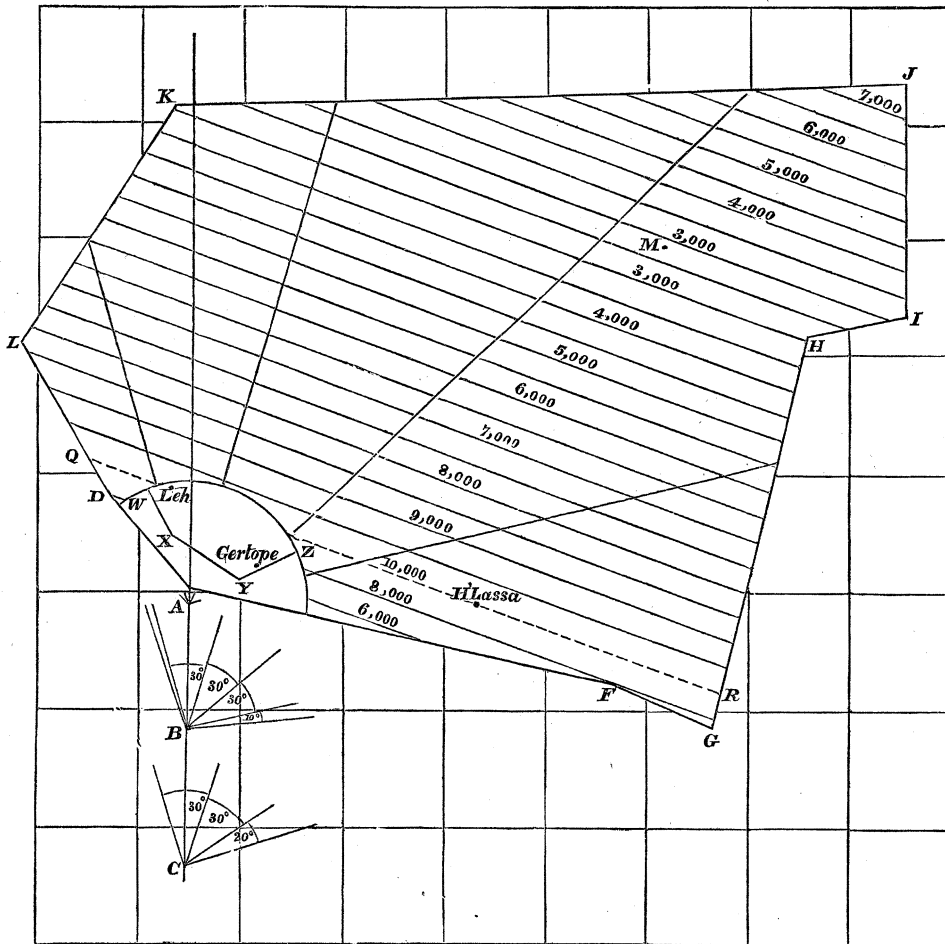 J
K
7,000
6,000
5,000
4,000
3,000
M.
3,000
4,000
I
H
L
5,000
6,000
7,000
Q
8,000
D
W
Leh
9,000
X
Gertope
Z
10,000
Y
H'Lassa
8,000
A
6,000
30°
30°
30°
10°
F
R
B
G
30°
30°
20°
C